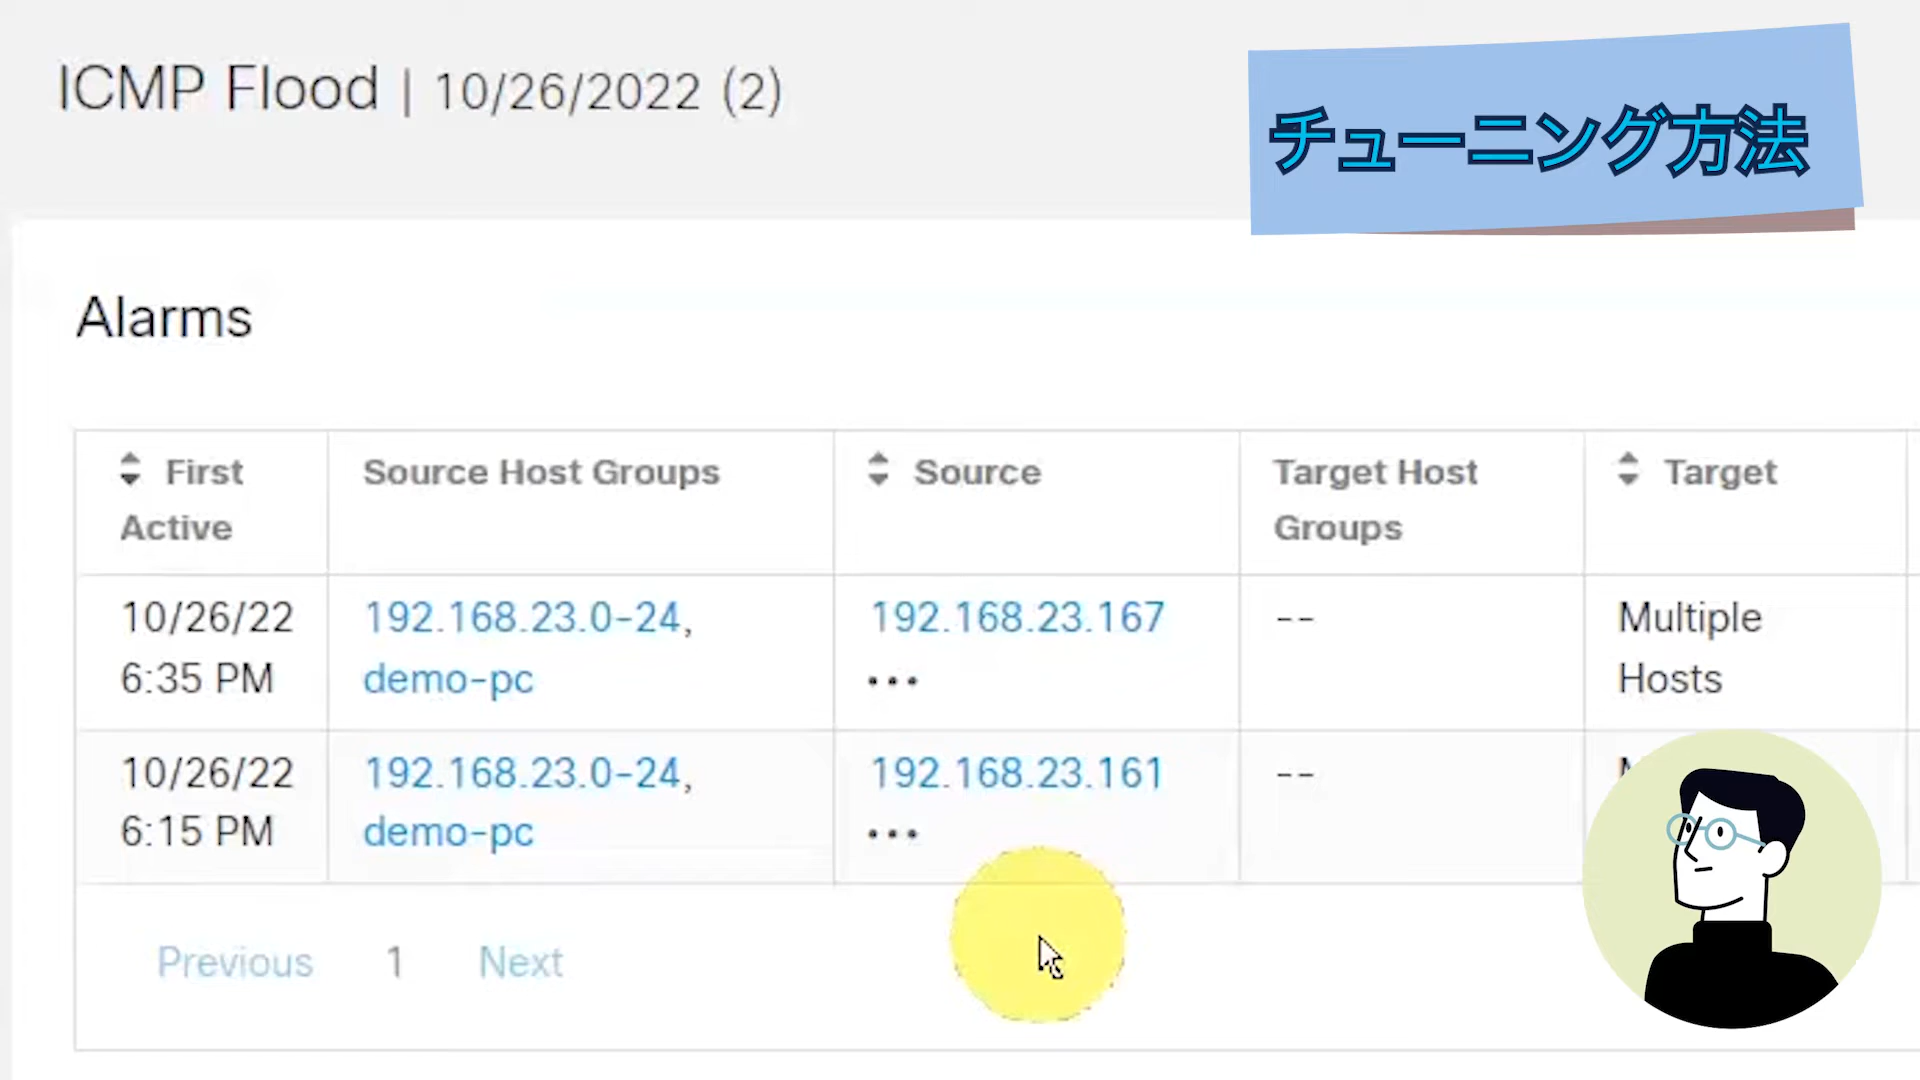 ICMP Flood | 10/26/2022 (2)
チューニング方法
Alarms
First Active
Source Host Groups
Source
Target Host Groups
Target
10/26/22 6:35 PM
192.168.23.0-24, demo-pc
192.168.23.167
...
--
Multiple Hosts
10/26/22 6:15 PM
192.168.23.0-24, demo-pc
192.168.23.161
...
--
Previous 1 Next